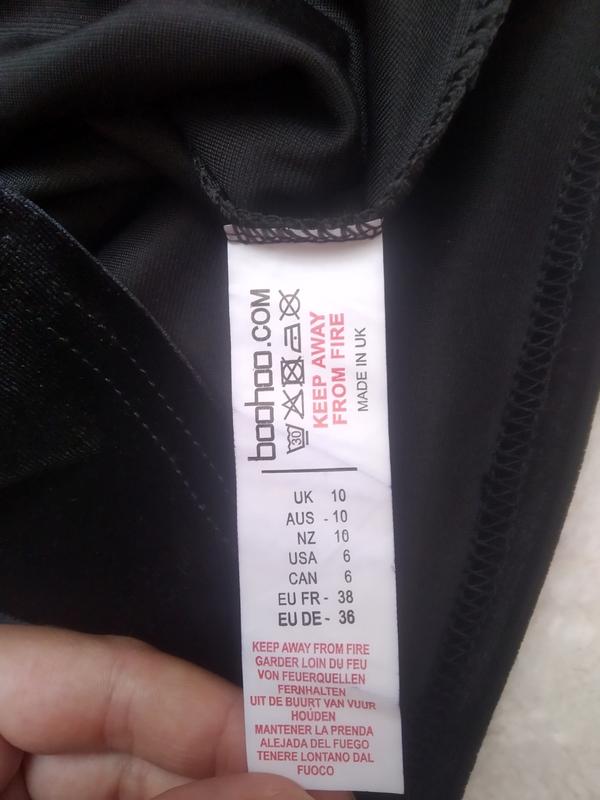 boohoo.COM
30
KEEP AWAY
FROM FIRE
MADE IN UK
UK 10
AUS - 10
NZ 10
USA 6
CAN 6
EU FR - 38
EU DE - 36
KEEP AWAY FROM FIRE
GARDER LOIN DU FEU
VON FEUERQUELLEN
FERNHALTEN
UIT DE BUURT VAN VUUR
HOUDEN
MANTENER LA PRENDA
ALEJADA DEL FUEGO
TENERE LONTANO DAL
FUOCO